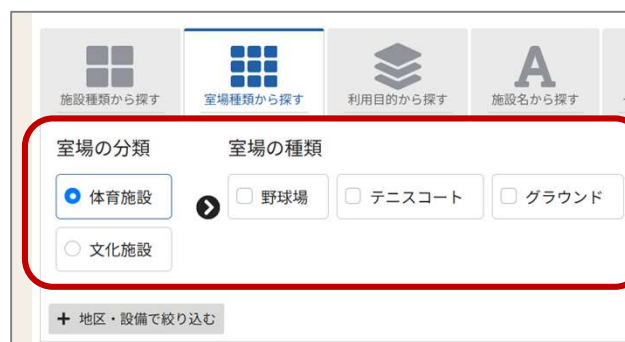 施設種類から探す
室場種類から探す
利用目的から探す
施設名から探す
室場の分類
室場の種類
体育施設
野球場
テニスコート
グラウンド
文化施設
+ 地区・設備で絞り込む